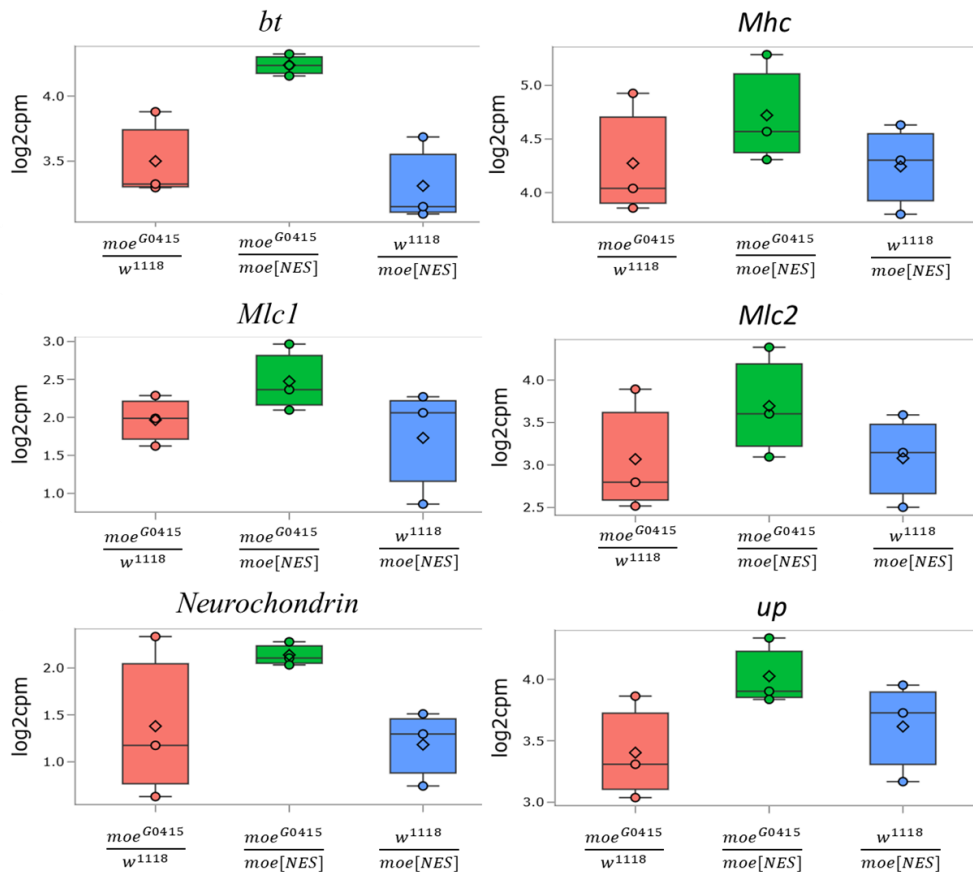 bt
log2cpm
4.0
3.5
moe^G0415 / w^1118
moe^G0415 / moe[NES]
w^1118 / moe[NES]
Mhc
log2cpm
5.0
4.5
4.0
moe^G0415 / w^1118
moe^G0415 / moe[NES]
w^1118 / moe[NES]
Mlc1
log2cpm
3.0
2.5
2.0
1.5
1.0
moe^G0415 / w^1118
moe^G0415 / moe[NES]
w^1118 / moe[NES]
Mlc2
log2cpm
4.0
3.5
3.0
2.5
moe^G0415 / w^1118
moe^G0415 / moe[NES]
w^1118 / moe[NES]
Neurochondrin
log2cpm
2.0
1.5
1.0
moe^G0415 / w^1118
moe^G0415 / moe[NES]
w^1118 / moe[NES]
up
log2cpm
4.0
3.5
3.0
moe^G0415 / w^1118
moe^G0415 / moe[NES]
w^1118 / moe[NES]